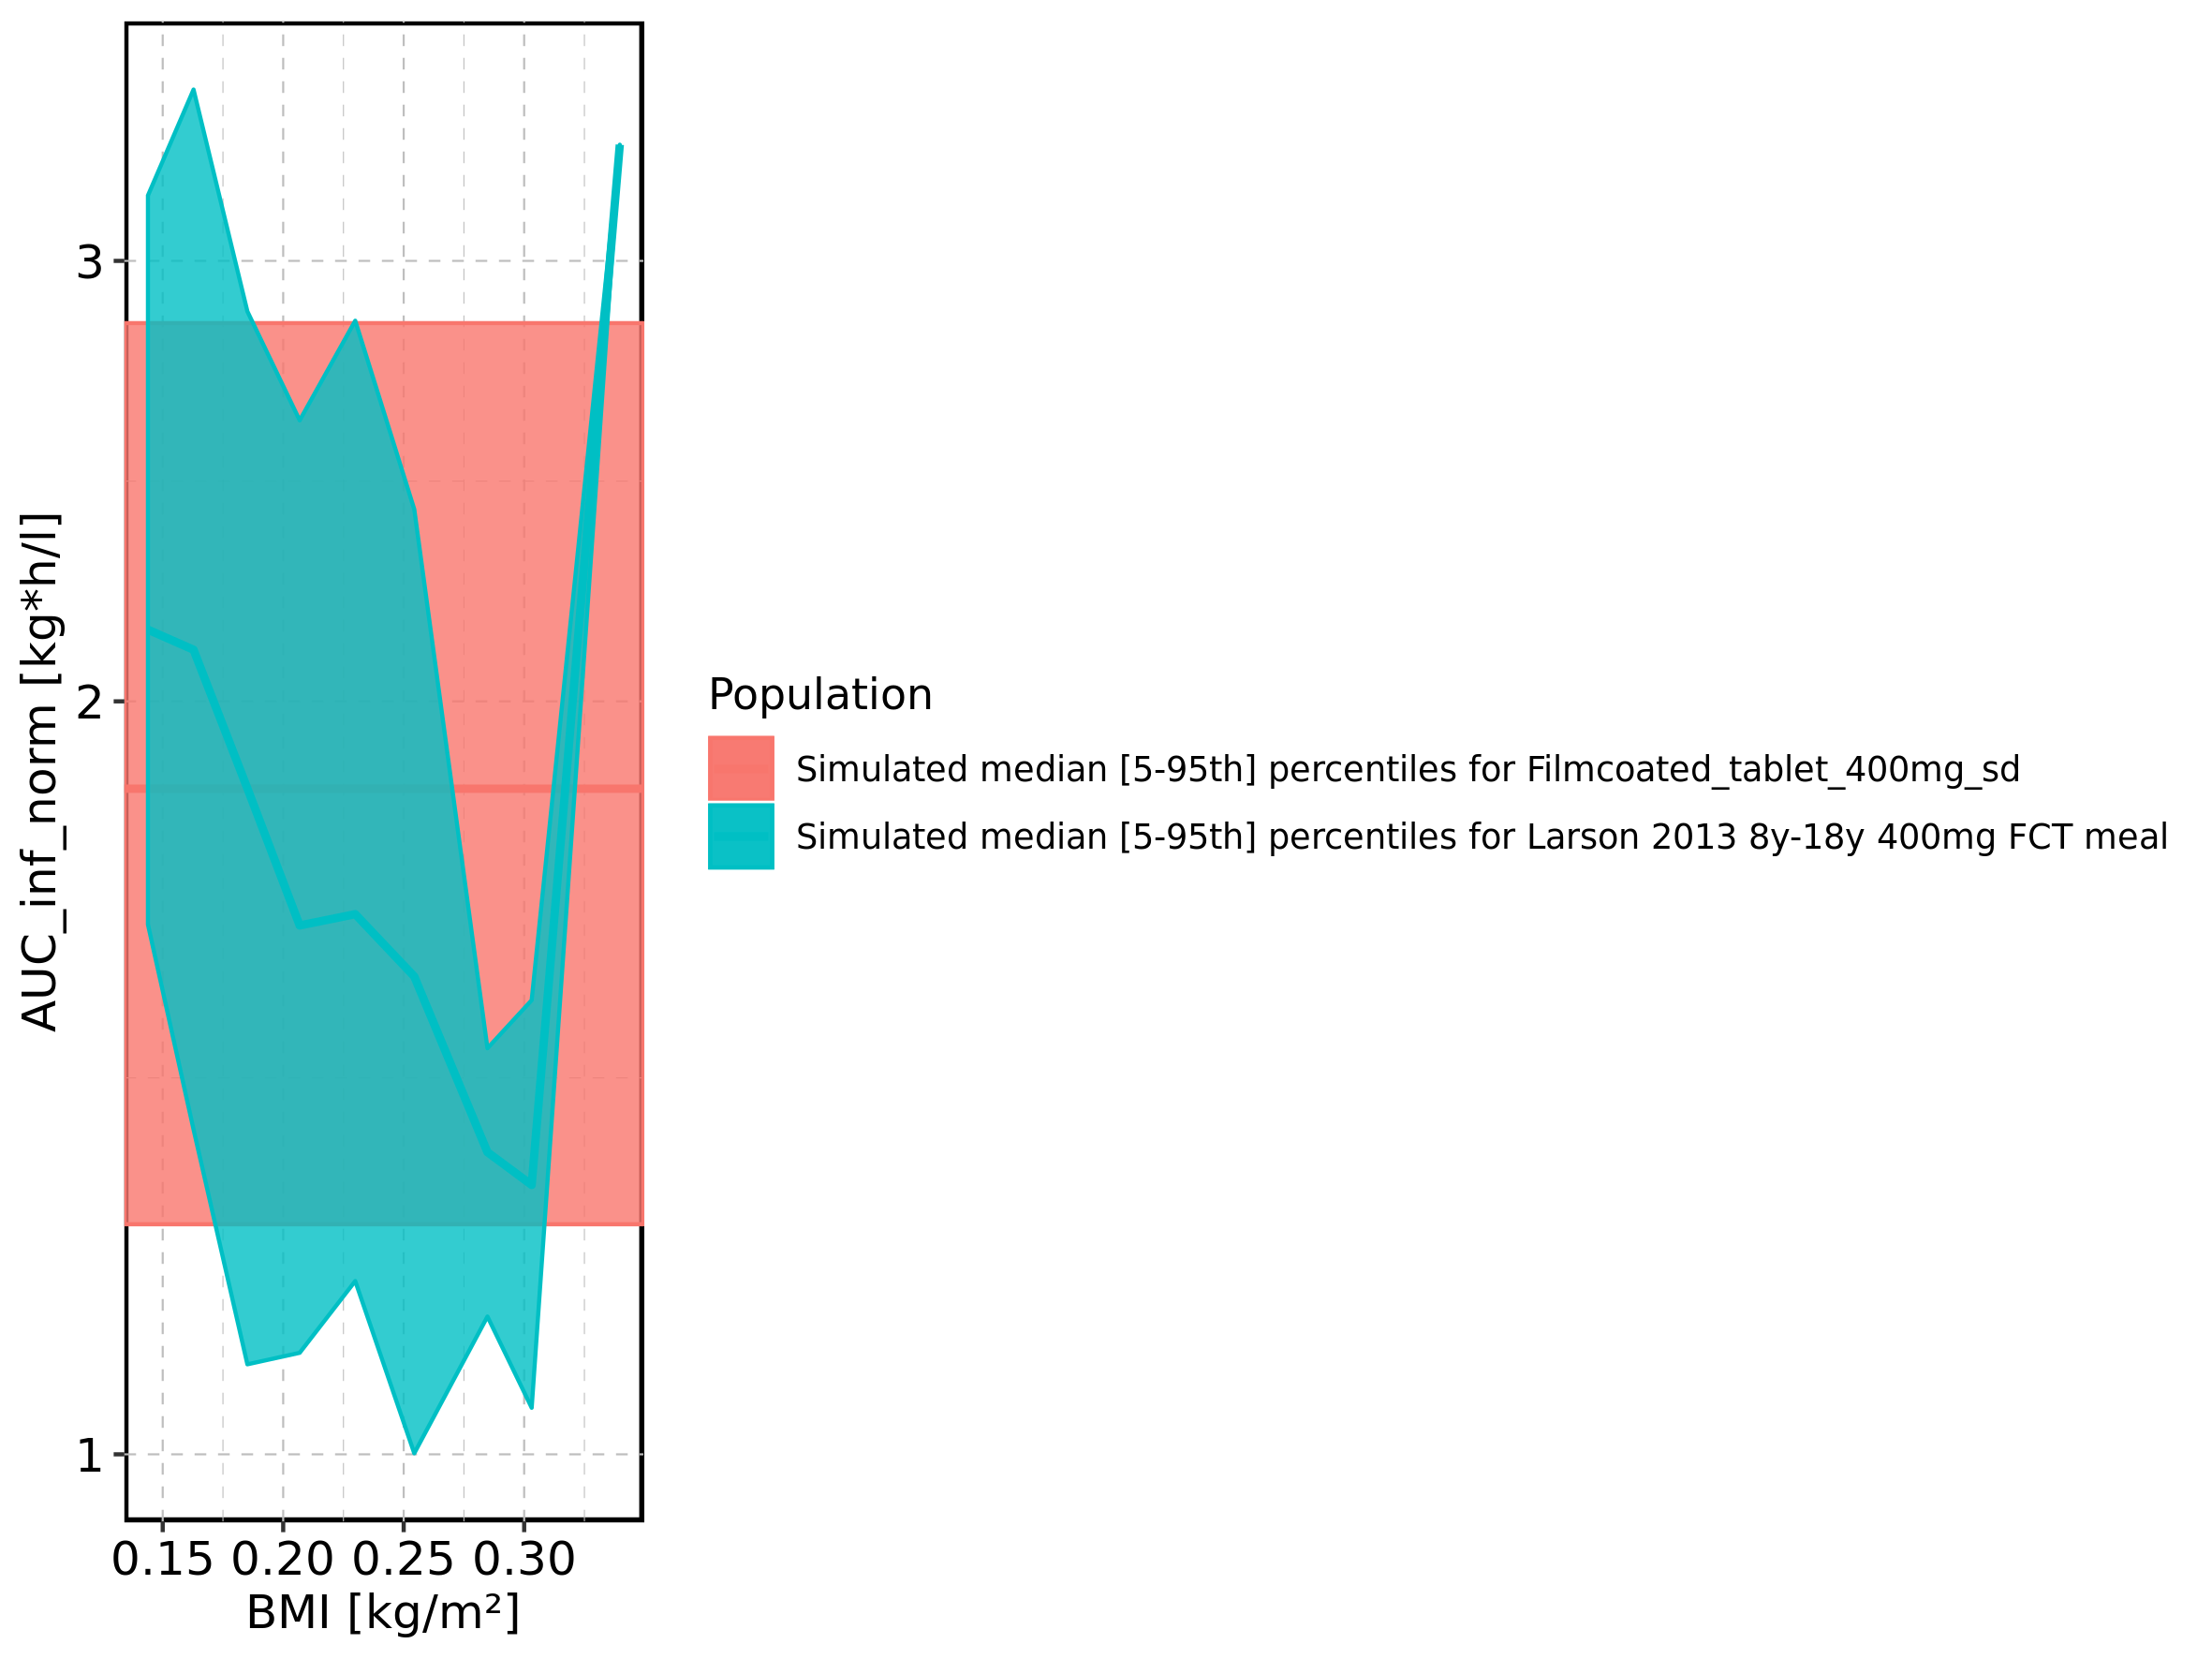 AUC_inf_norm [kg*h/l]
3
2
1
0.15 0.20 0.25 0.30
BMI [kg/m²]
Population
Simulated median [5-95th] percentiles for Filmcoated_tablet_400mg_sd
Simulated median [5-95th] percentiles for Larson 2013 8y-18y 400mg FCT meal